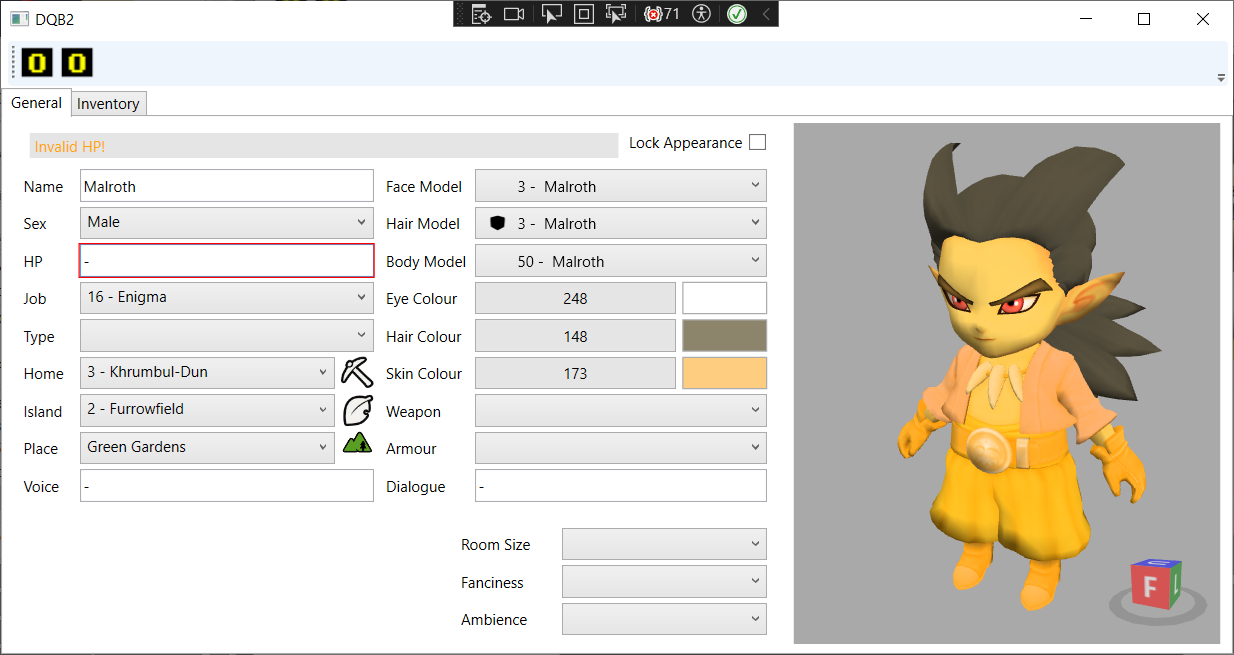 DQB2
71
0 0
General Inventory
Invalid HP!
Lock Appearance
Name Malroth
Face Model 3 - Malroth
Sex Male
Hair Model 3 - Malroth
HP -
Body Model 50 - Malroth
Job 16 - Enigma
Eye Colour 248
Type
Hair Colour 148
Home 3 - Khrumbul-Dun
Skin Colour 173
Island 2 - Furrowfield
Weapon
Place Green Gardens
Armour
Voice -
Dialogue -
Room Size
Fanciness
Ambience
F